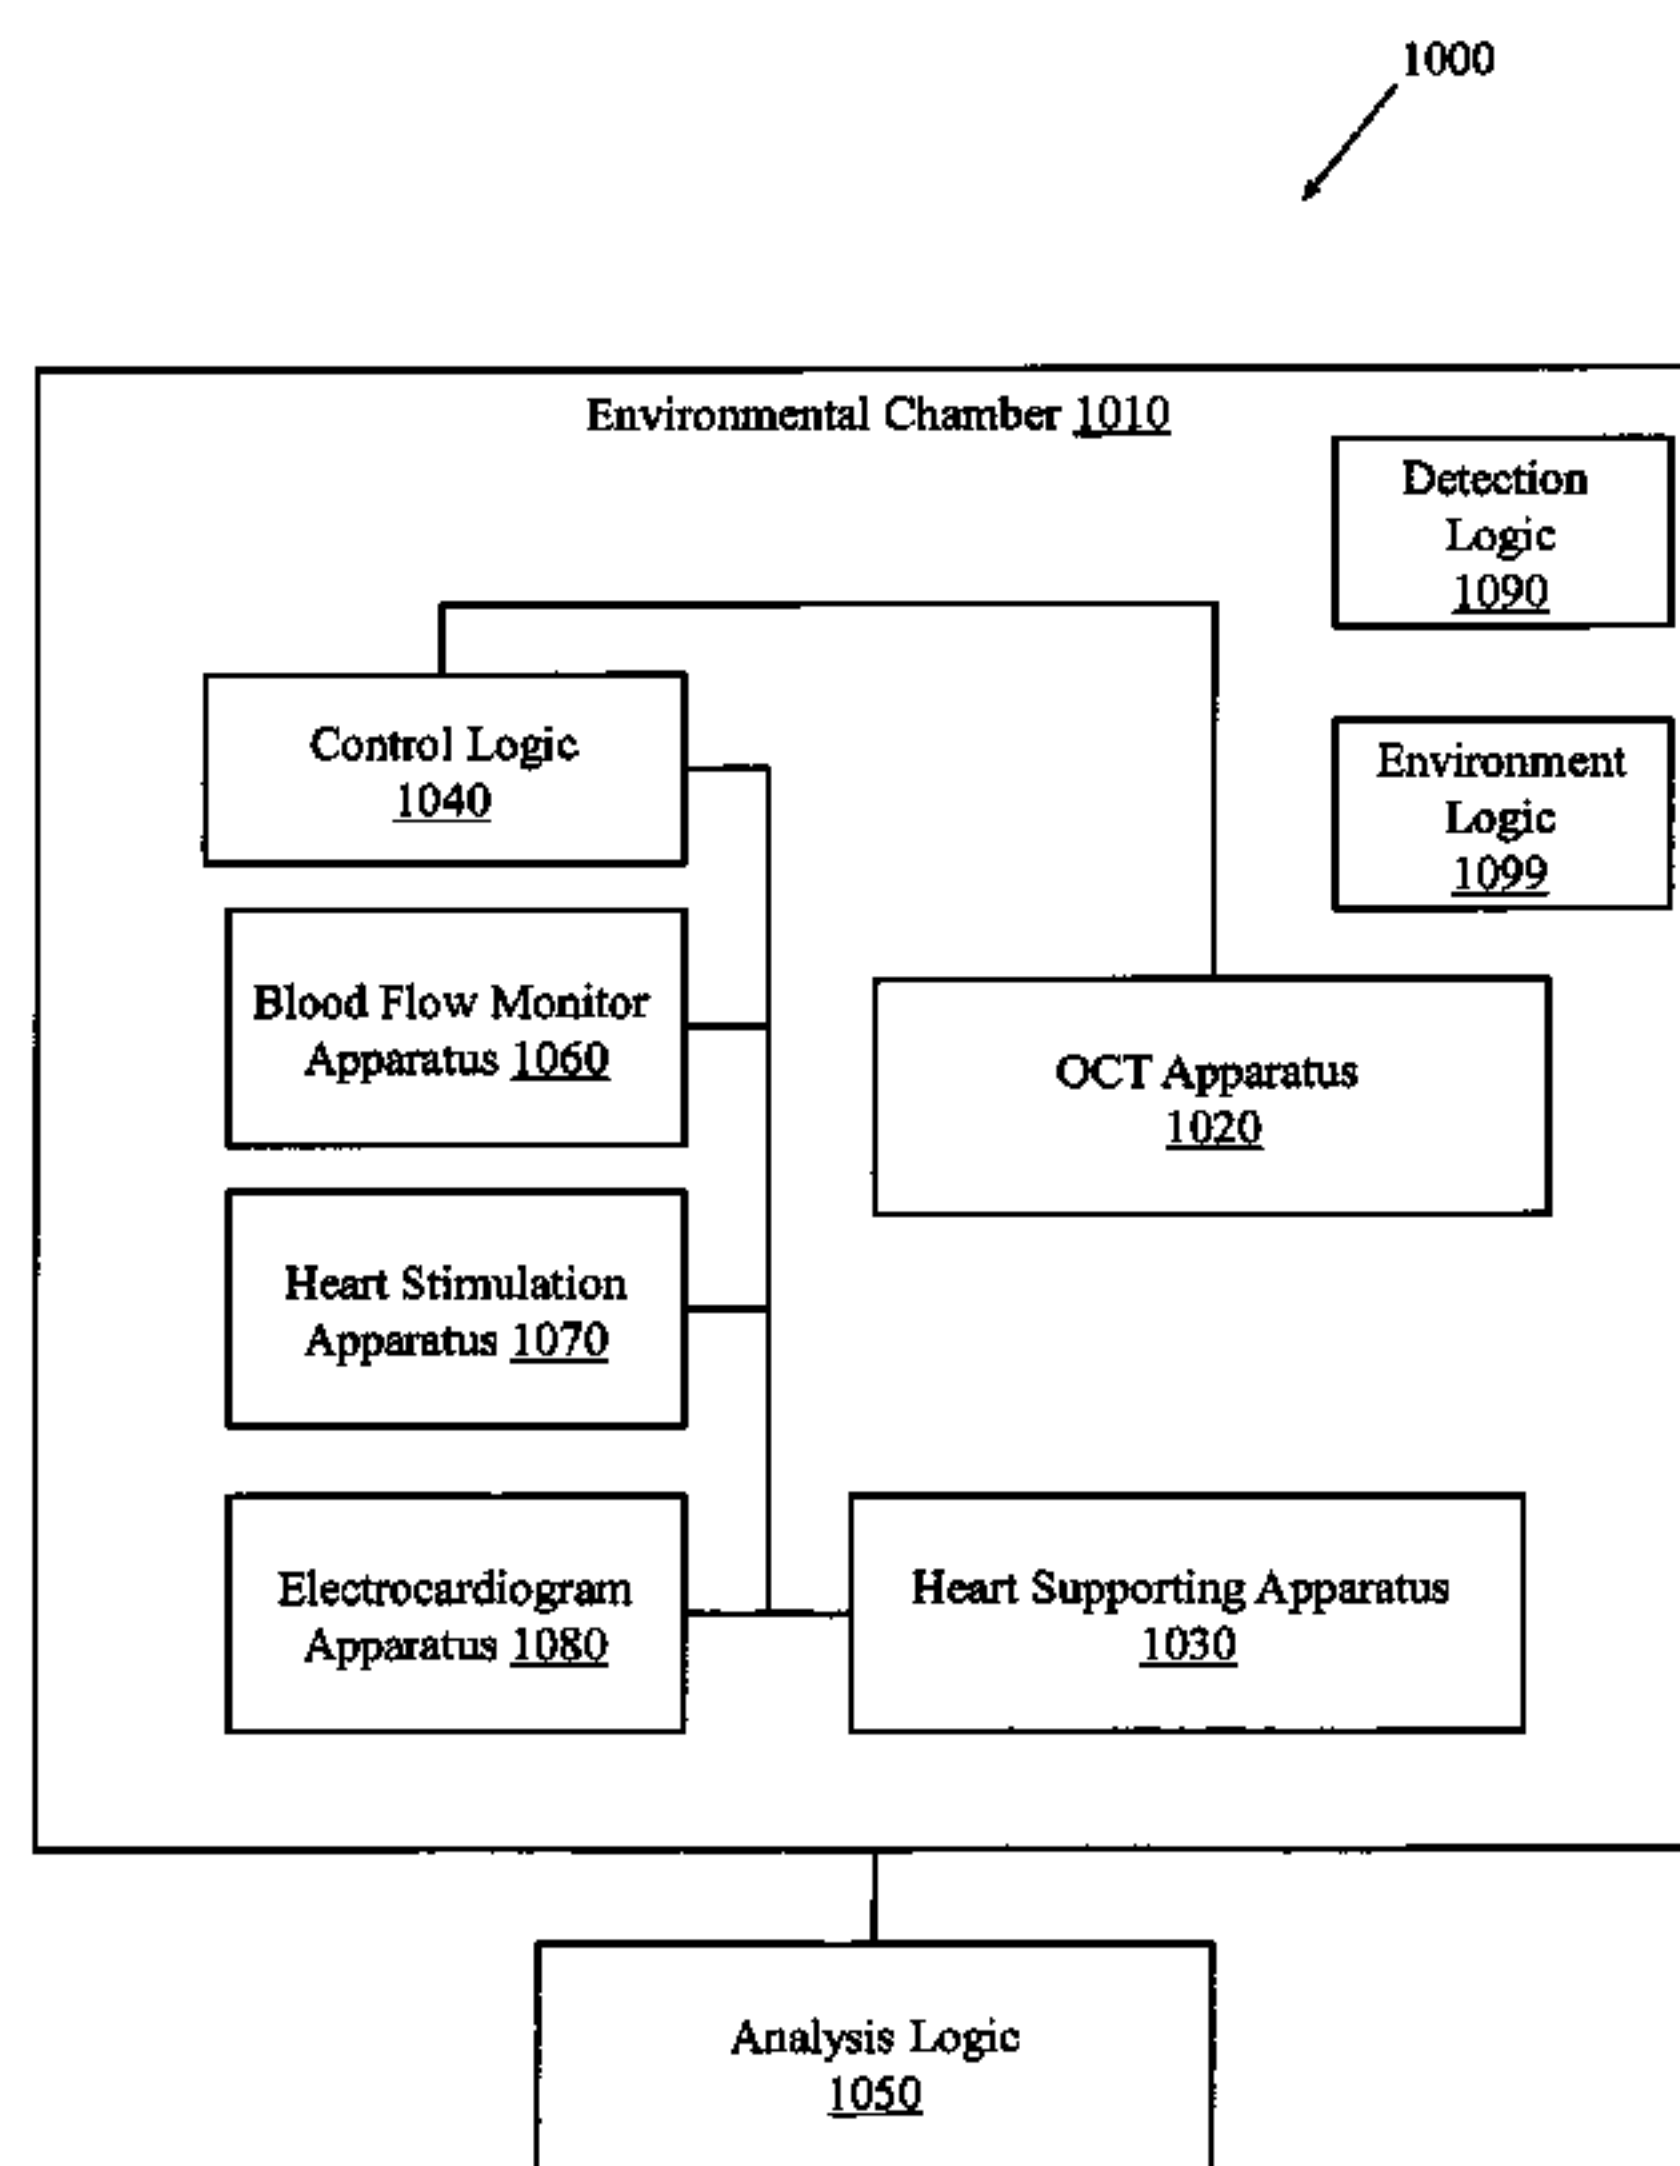 1000
Environmental Chamber 1010
Detection
Logic
1090
Control Logic
1040
Environment
Logic
1099
Blood Flow Monitor
Apparatus 1060
OCT Apparatus
1020
Heart Stimulation
Apparatus 1070
Electrocardiogram
Apparatus 1080
Heart Supporting Apparatus
1030
Analysis Logic
1050